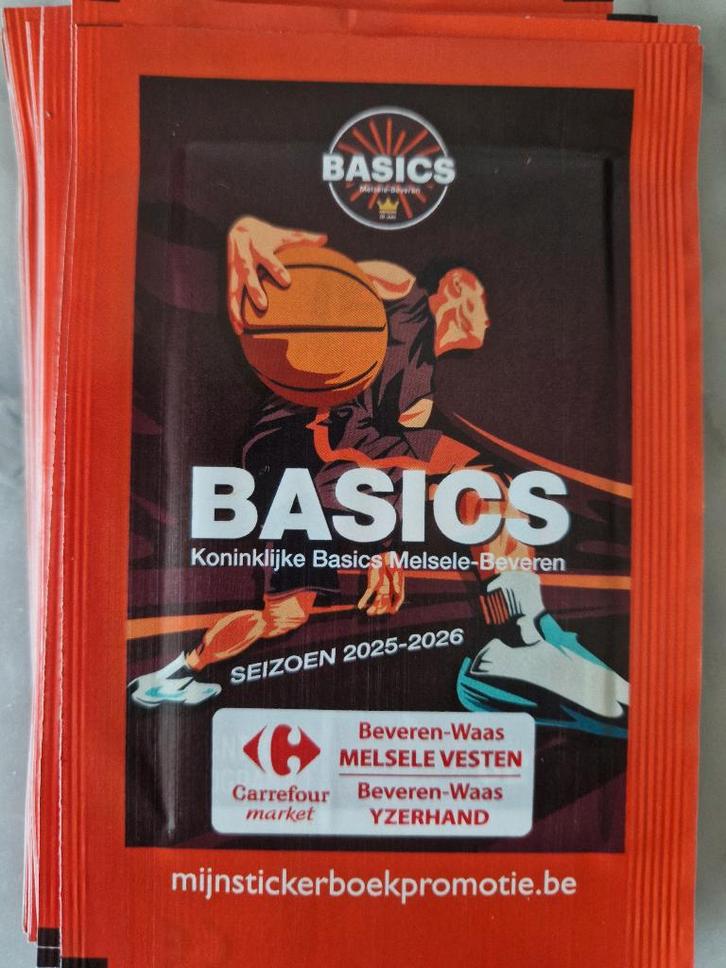 BASICS
Melsele-Beveren
BASICS
Koninklijke Basics Melsele-Beveren
SEIZOEN 2025-2026
Carrefour
market
Beveren-Waas
MELSELE VESTEN
Beveren-Waas
YZERHAND
mijnstickerboekpromotie.be